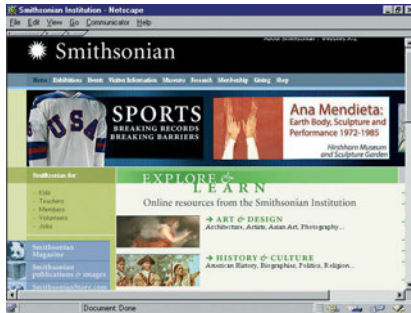 Smithsonian Institution - Netscape
File Edit View Go Communicator Help
Smithsonian
Home Exhibitions Events Visitor Information Museums Research Membership Giving Shop
USA
SPORTS
BREAKING RECORDS
BREAKING BARRIERS
Ana Mendieta:
Earth Body, Sculpture and
Performance 1972-1985
Hirshhorn Museum
and Sculpture Garden
Smithsonian for
- Kids
- Teachers
- Members
- Volunteers
- Jobs
EXPLORE &
LEARN
Online resources from the Smithsonian Institution
→ ART & DESIGN
Architecture, Artists, Asian Art, Photography...
→ HISTORY & CULTURE
American History, Biographies, Politics, Religion...
Smithsonian
Magazine
Smithsonian
publications & images
SmithsonianStore.com
Document: Done